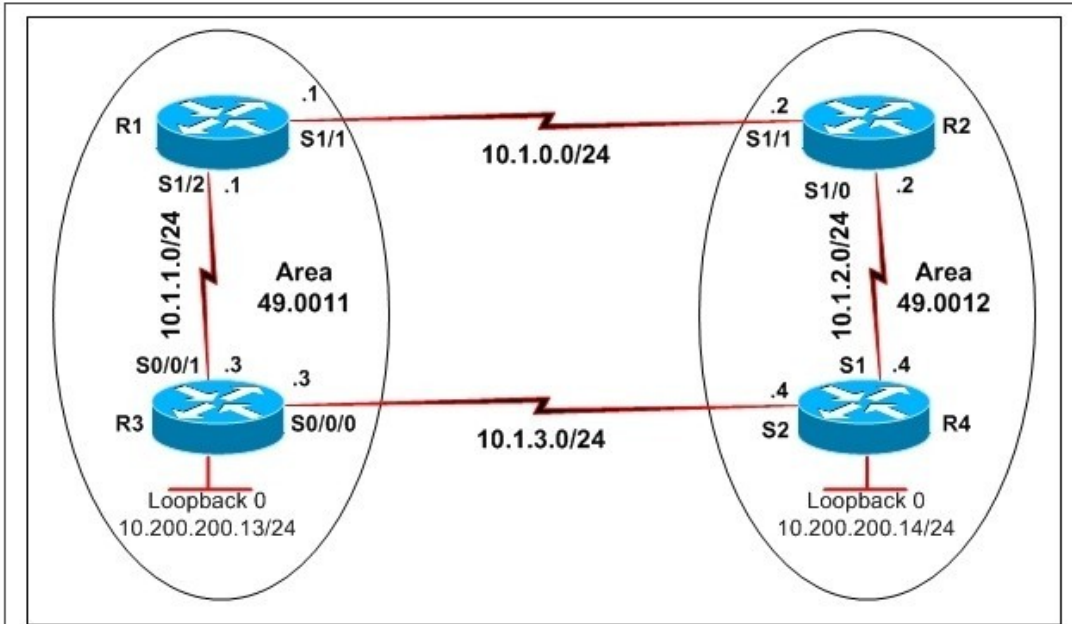 .1
.2
R1
S1/1
S1/1
R2
10.1.0.0/24
S1/2
.1
S1/0
.2
10.1.1.0/24
Area
49.0011
10.1.2.0/24
Area
49.0012
S0/0/1
.3
S1
.4
.3
.4
R3
S0/0/0
S2
R4
10.1.3.0/24
Loopback 0
10.200.200.13/24
Loopback 0
10.200.200.14/24